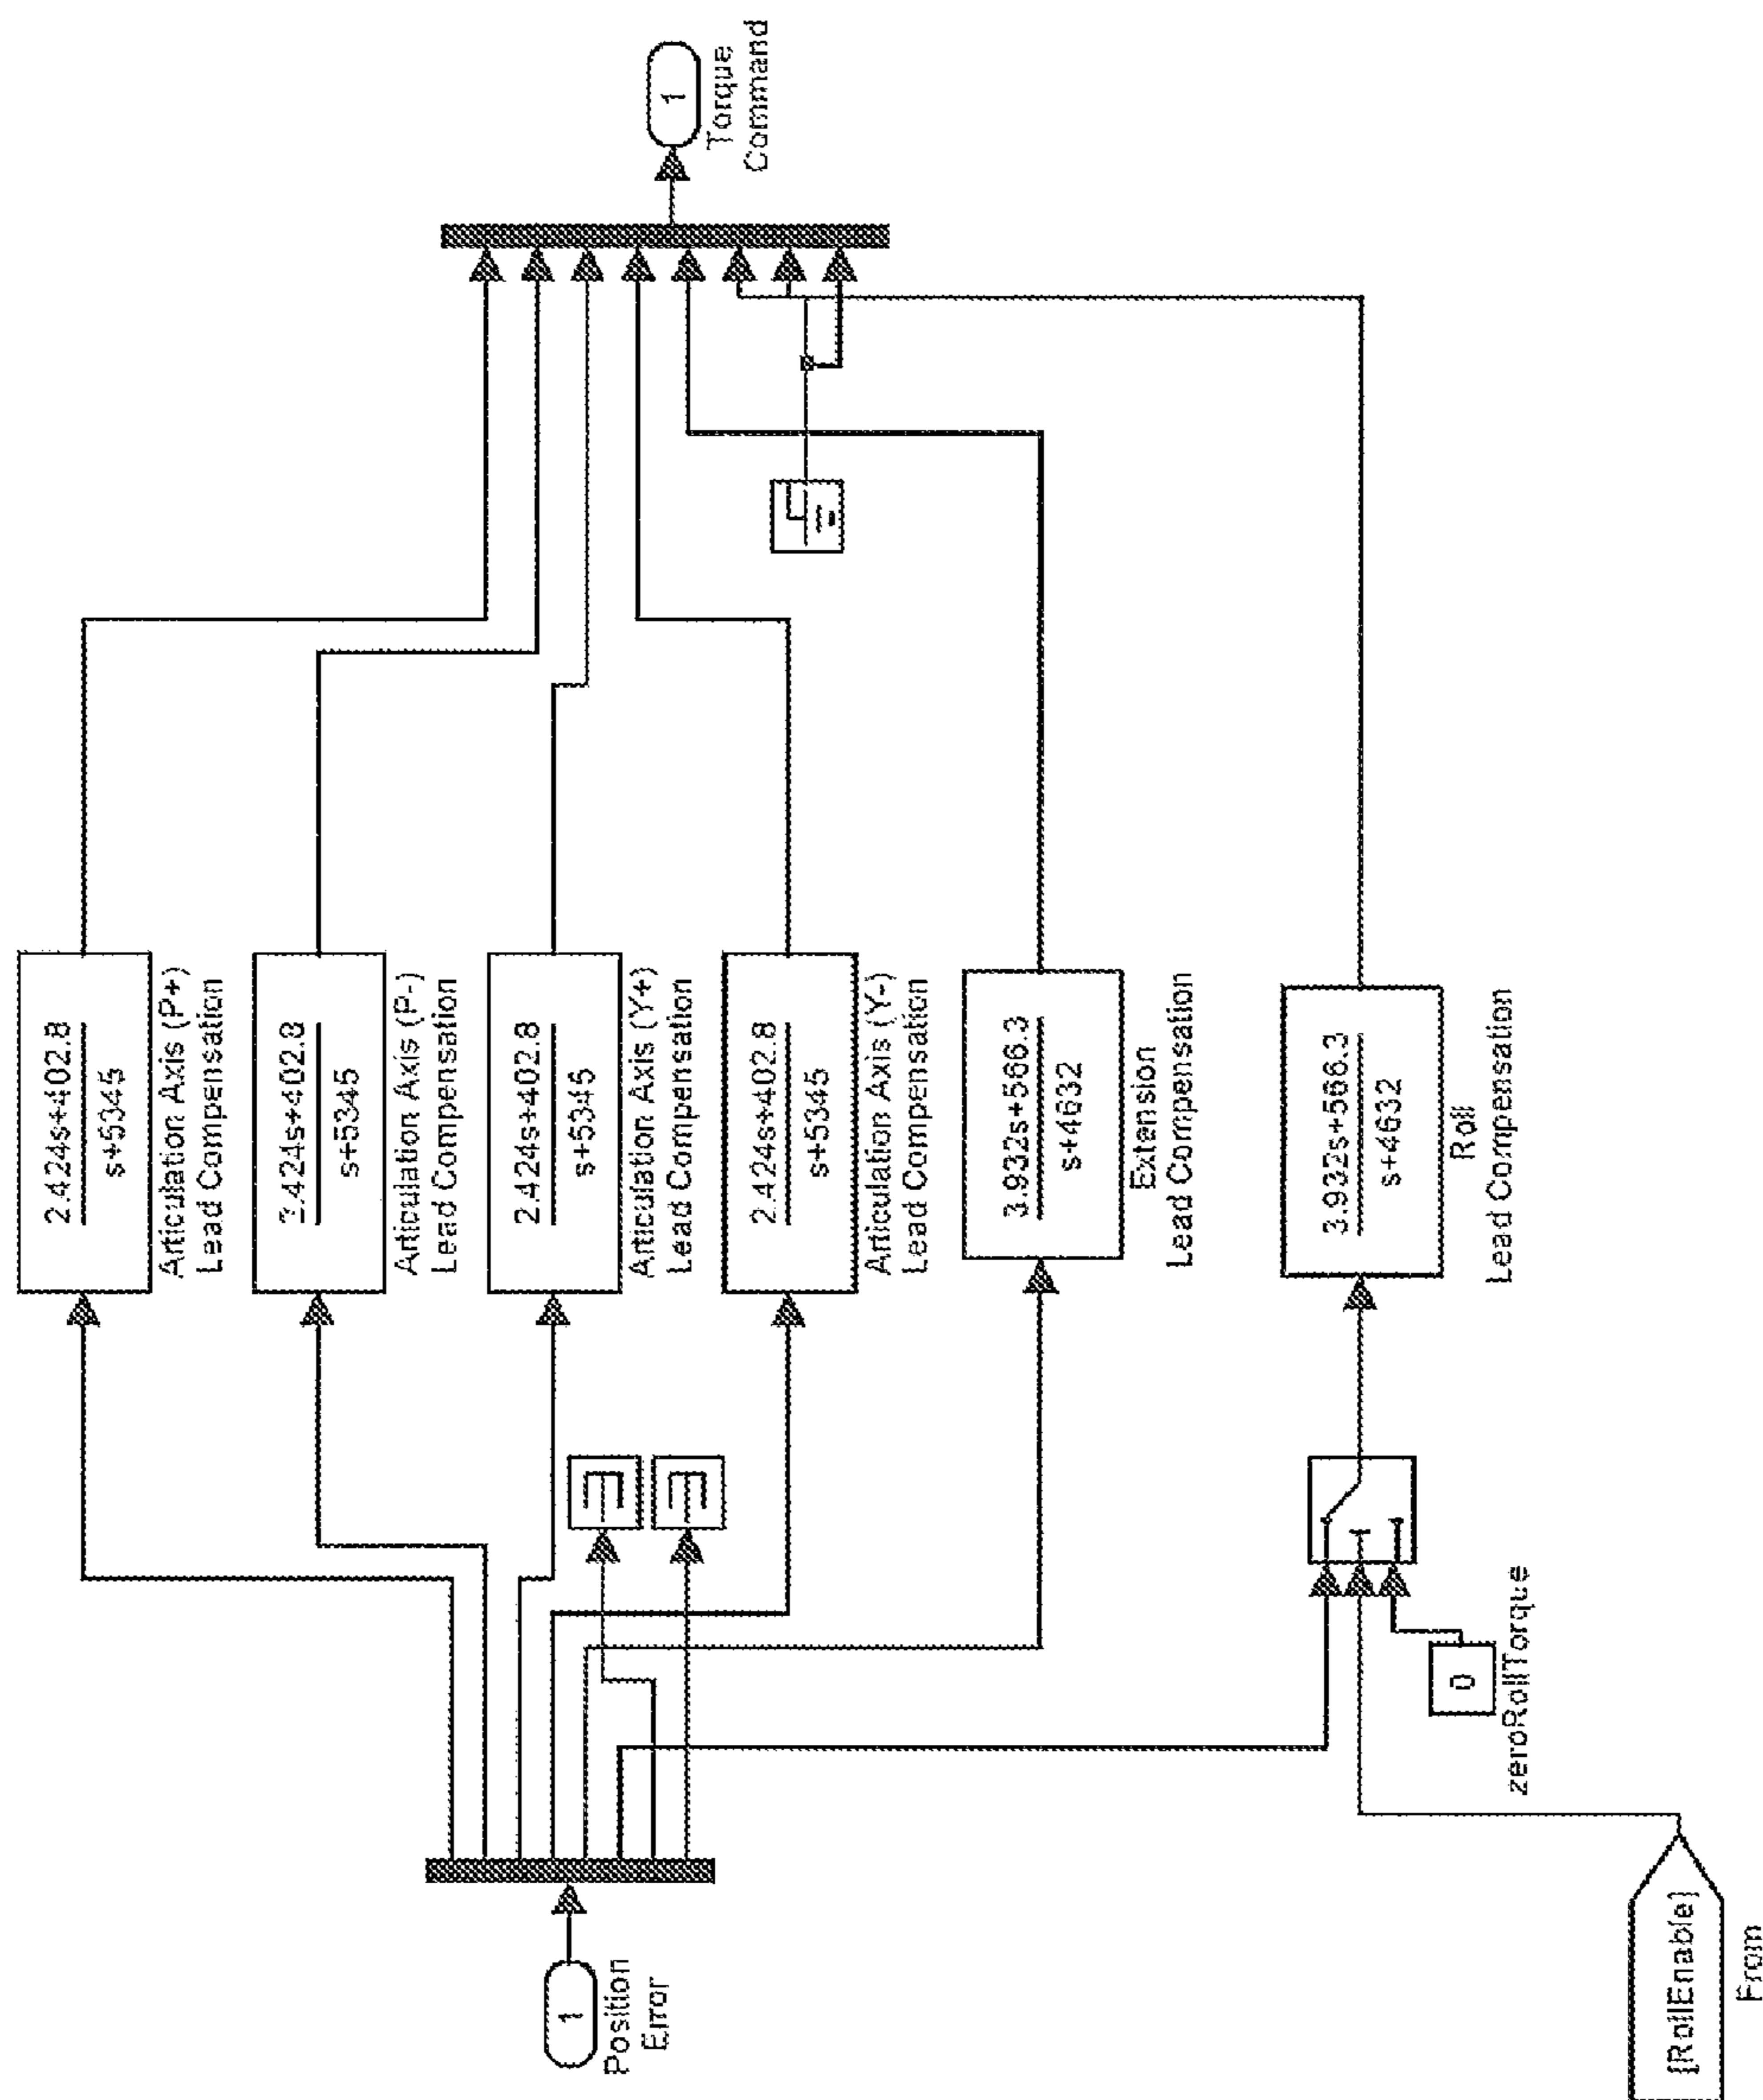 1
Position
Error
2.424s+402.8
s+5345
Articulation Axis (P+)
Lead Compensation
2.424s+402.8
s+5345
Articulation Axis (P-)
Lead Compensation
2.424s+402.8
s+5345
Articulation Axis (Y+)
Lead Compensation
2.424s+402.8
s+5345
Articulation Axis (Y-)
Lead Compensation
3.932s+566.3
s+4632
Extension
Lead Compensation
3.932s+566.3
s+4632
Roll
Lead Compensation
0
zeroRollTorque
[RollEnable]
From
1
Torque
Command